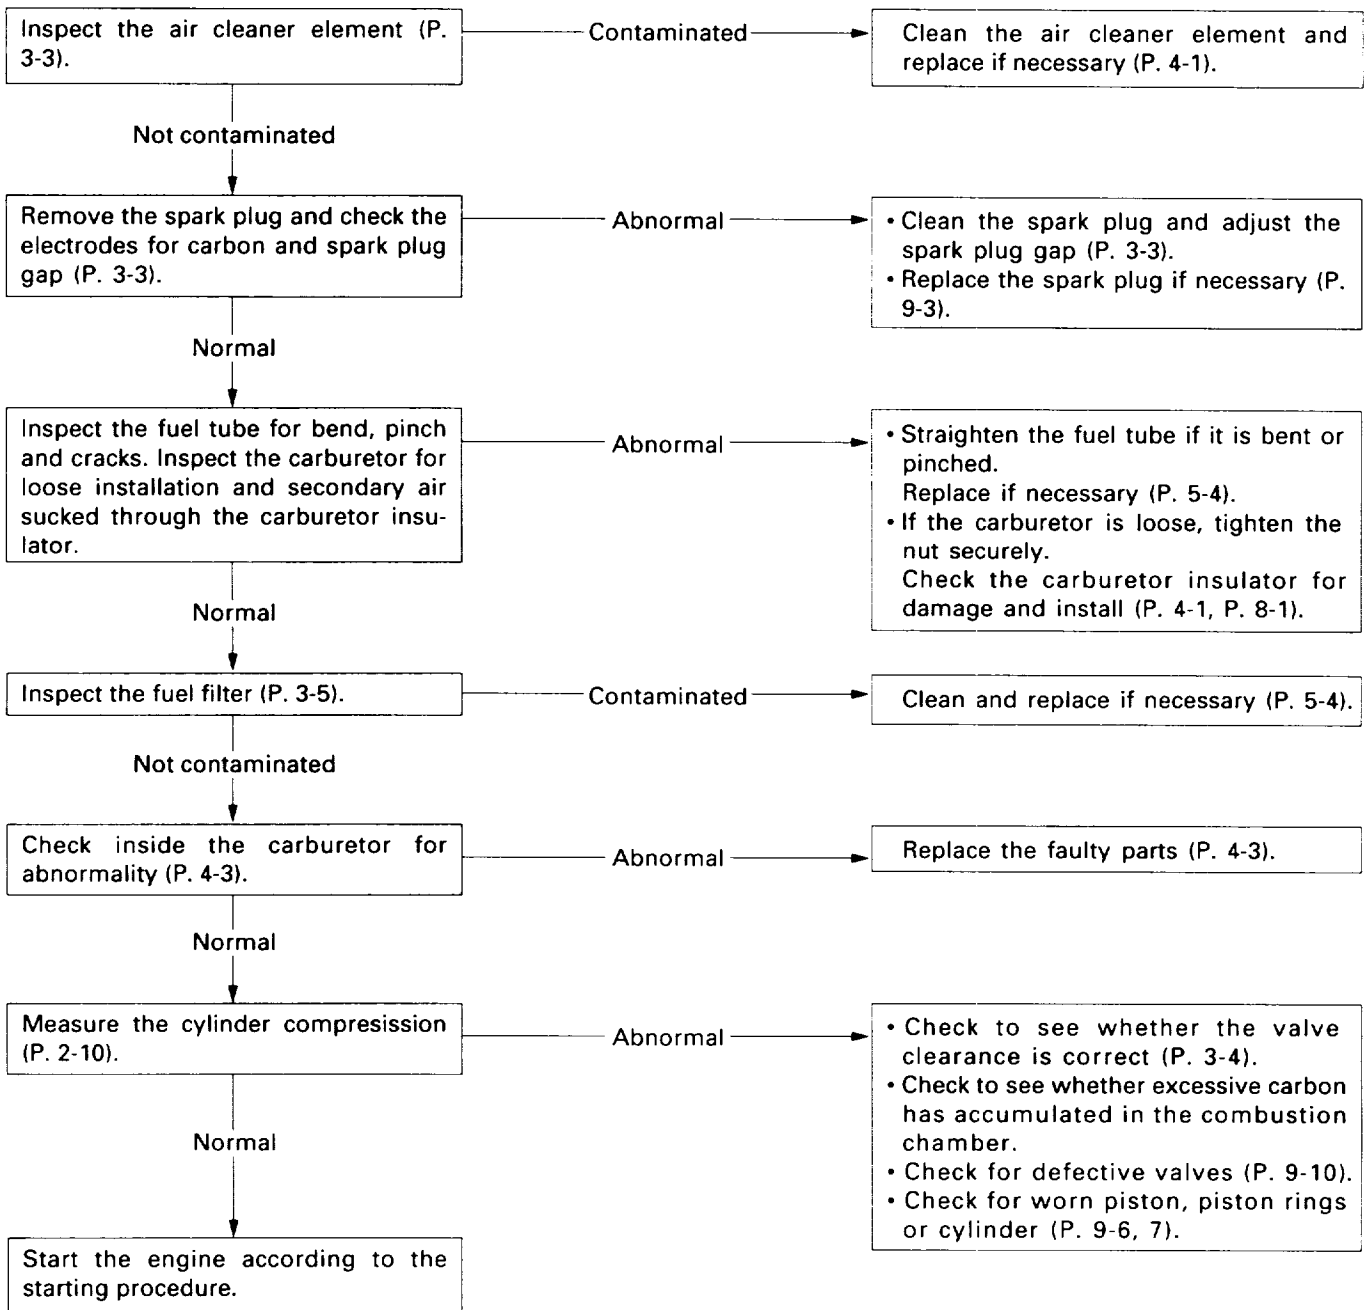 Inspect the air cleaner element (P.
3-3).
Contaminated
Clean the air cleaner element and
replace if necessary (P. 4-1).
Not contaminated
Remove the spark plug and check the
electrodes for carbon and spark plug
gap (P. 3-3).
Abnormal
• Clean the spark plug and adjust the
spark plug gap (P. 3-3).
• Replace the spark plug if necessary (P.
9-3).
Normal
Inspect the fuel tube for bend, pinch
and cracks. Inspect the carburetor for
loose installation and secondary air
sucked through the carburetor insu-
lator.
Abnormal
• Straighten the fuel tube if it is bent or
pinched.
Replace if necessary (P. 5-4).
• If the carburetor is loose, tighten the
nut securely.
Check the carburetor insulator for
damage and install (P. 4-1, P. 8-1).
Normal
Inspect the fuel filter (P. 3-5).
Contaminated
Clean and replace if necessary (P. 5-4).
Not contaminated
Check inside the carburetor for
abnormality (P. 4-3).
Abnormal
Replace the faulty parts (P. 4-3).
Normal
Measure the cylinder compresission
(P. 2-10).
Abnormal
• Check to see whether the valve
clearance is correct (P. 3-4).
• Check to see whether excessive carbon
has accumulated in the combustion
chamber.
• Check for defective valves (P. 9-10).
• Check for worn piston, piston rings
or cylinder (P. 9-6, 7).
Normal
Start the engine according to the
starting procedure.